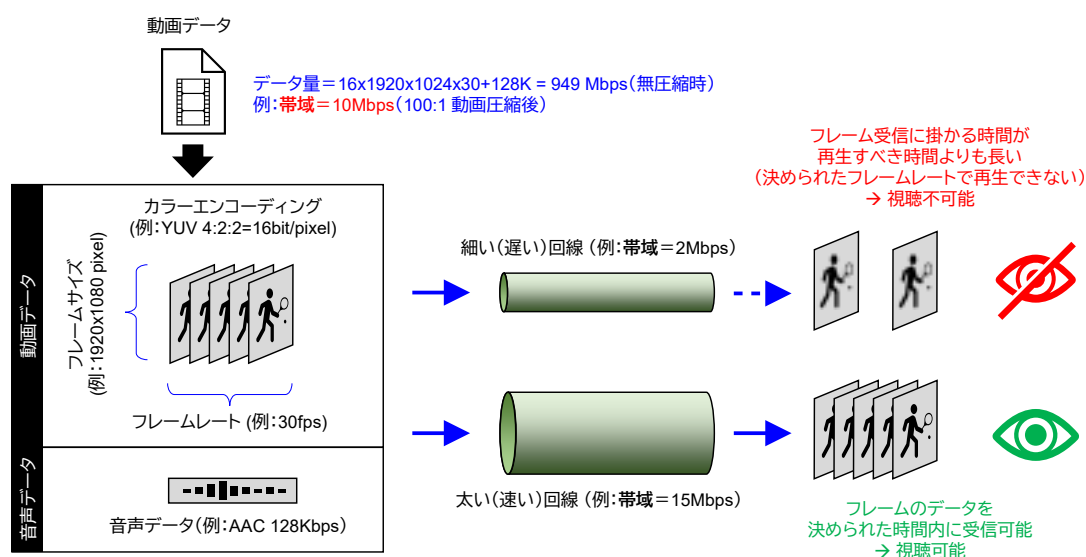 動画データ
データ量＝16x1920x1024x30+128K = 949 Mbps（無圧縮時）
例：帯域＝10Mbps（100:1 動画圧縮後）
動画データ
フレームサイズ
（例：1920x1080 pixel）
カラーエンコーディング
(例：YUV 4:2:2=16bit/pixel)
フレームレート (例：30fps)
音声データ
音声データ（例：AAC 128Kbps）
細い（遅い）回線 （例：帯域＝2Mbps）
フレーム受信に掛かる時間が
再生すべき時間よりも長い
（決められたフレームレートで再生できない）
→ 視聴不可能
太い（速い）回線 （例：帯域＝15Mbps）
フレームのデータを
決められた時間内に受信可能
→ 視聴可能